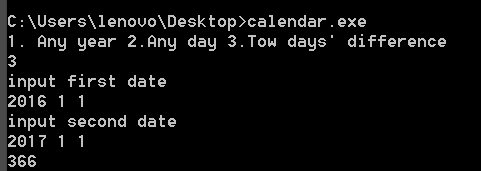 C:\Users\lenovo\Desktop>calendar.exe
1. Any year 2.Any day 3.Tow days' difference
3
input first date
2016 1 1
input second date
2017 1 1
366